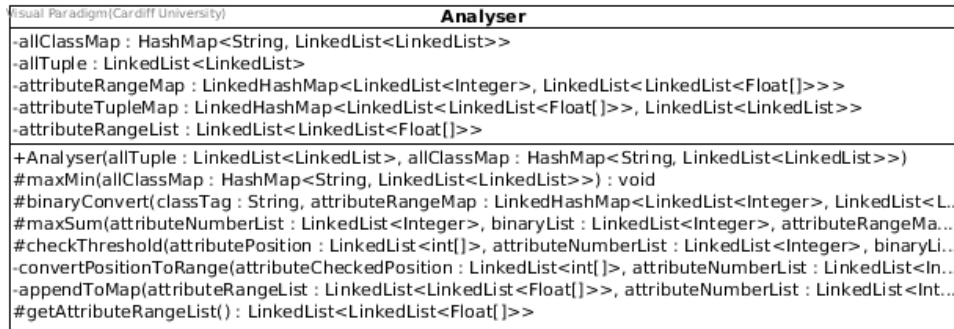 Visual Paradigm(Cardiff University)
Analyser
-allClassMap : HashMap<String, LinkedList<LinkedList>>
-allTuple : LinkedList<LinkedList>
-attributeRangeMap : LinkedHashMap<LinkedList<Integer>, LinkedList<LinkedList<Float[]>>>
-attributeTupleMap : LinkedHashMap<LinkedList<LinkedList<Float[]>>, LinkedList<LinkedList>>
-attributeRangeList : LinkedList<LinkedList<Float[]>>
+Analyser(allTuple : LinkedList<LinkedList>, allClassMap : HashMap<String, LinkedList<LinkedList>>)
#maxMin(allClassMap : HashMap<String, LinkedList<LinkedList>>) : void
#binaryConvert(classTag : String, attributeRangeMap : LinkedHashMap<LinkedList<Integer>, LinkedList<L...
#maxSum(attributeNumberList : LinkedList<Integer>, binaryList : LinkedList<Integer>, attributeRangeMa...
#checkThreshold(attributePosition : LinkedList<int[]>, attributeNumberList : LinkedList<Integer>, binaryLi...
-convertPositionToRange(attributeCheckedPosition : LinkedList<int[]>, attributeNumberList : LinkedList<In...
-appendToMap(attributeRangeList : LinkedList<LinkedList<Float[]>>, attributeNumberList : LinkedList<Int...
#getAttributeRangeList() : LinkedList<LinkedList<Float[]>>